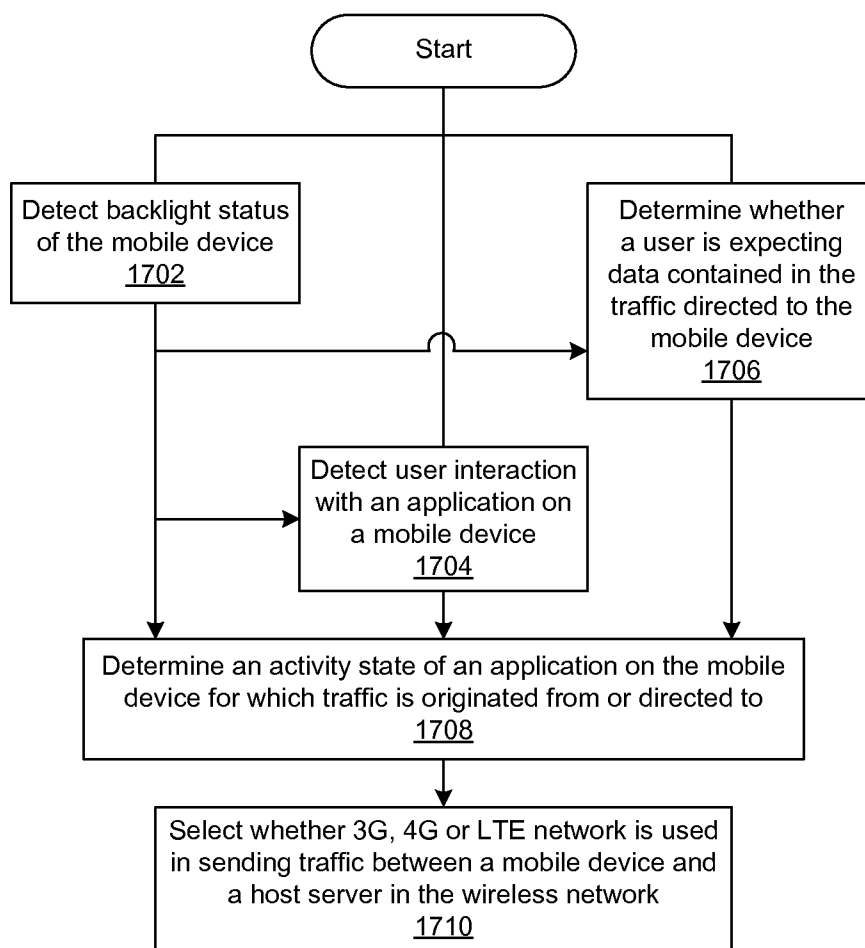 Start
Detect backlight status
of the mobile device
1702
Determine whether
a user is expecting
data contained in the
traffic directed to the
mobile device
1706
Detect user interaction
with an application on
a mobile device
1704
Determine an activity state of an application on the mobile
device for which traffic is originated from or directed to
1708
Select whether 3G, 4G or LTE network is used
in sending traffic between a mobile device and
a host server in the wireless network
1710